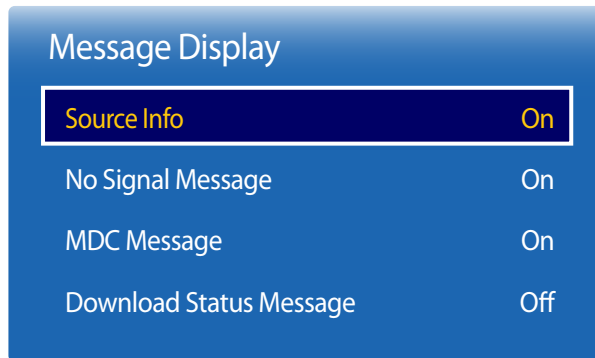 Message Display
Source Info On
No Signal Message On
MDC Message On
Download Status Message Off